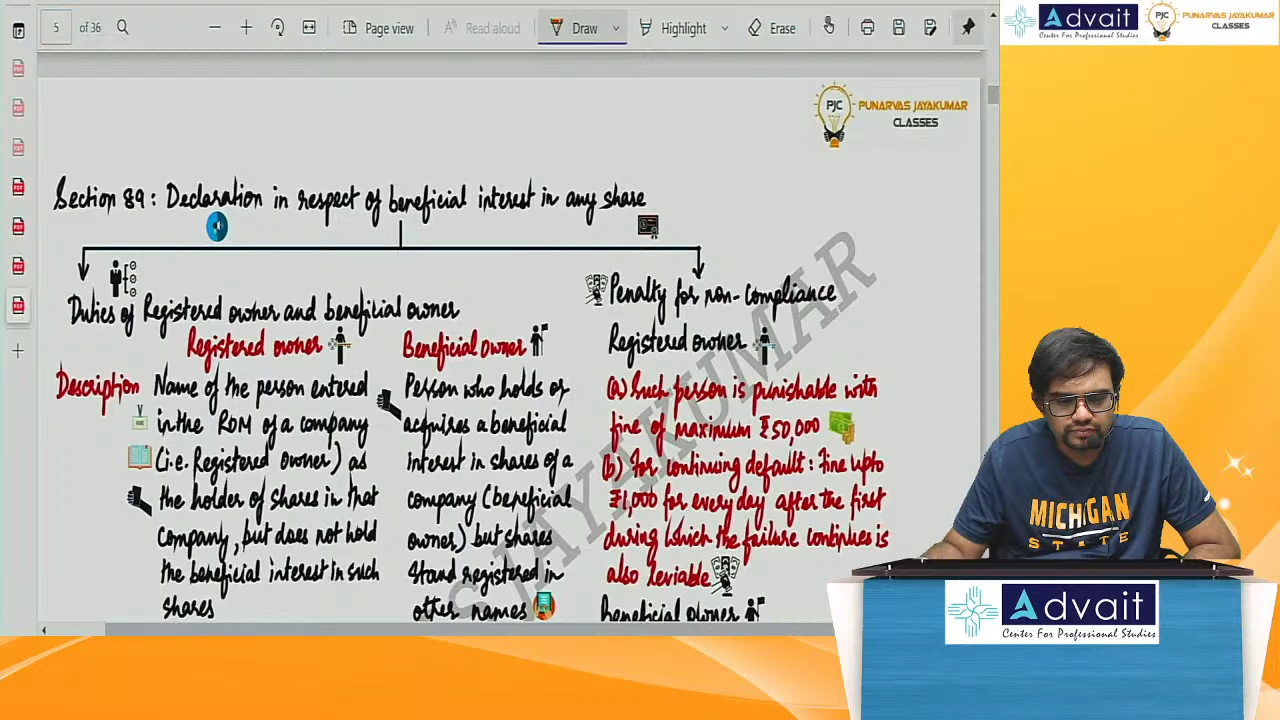 5 of 36 Page view Read aloud Draw Highlight Erase
Advait
Center For Professional Studies
PUNARVAS JAYAKUMAR
CLASSES
PJC PUNARVAS JAYAKUMAR
CLASSES
Section 89: Declaration in respect of beneficial interest in any share
Duties of Registered owner and beneficial owner
Registered owner
Beneficial Owner
Description
Name of the person entered
in the ROM of a company
(i.e. Registered owner) as
the holder of shares in that
company, but does not hold
the beneficial interest in such
shares
Person who holds or
acquires a beneficial
interest in shares of a
company (beneficial
owner) but shares
stand registered in
other names
Penalty for non-compliance
Registered owner
(a) Such person is punishable with
fine of maximum ₹50,000
(b) For continuing default: Fine upto
₹1,000 for every day after the first
during which the failure continues is
also leviable
Beneficial owner
S JAYAKUMAR
MICHIGAN
STATE
Advait
Center For Professional Studies